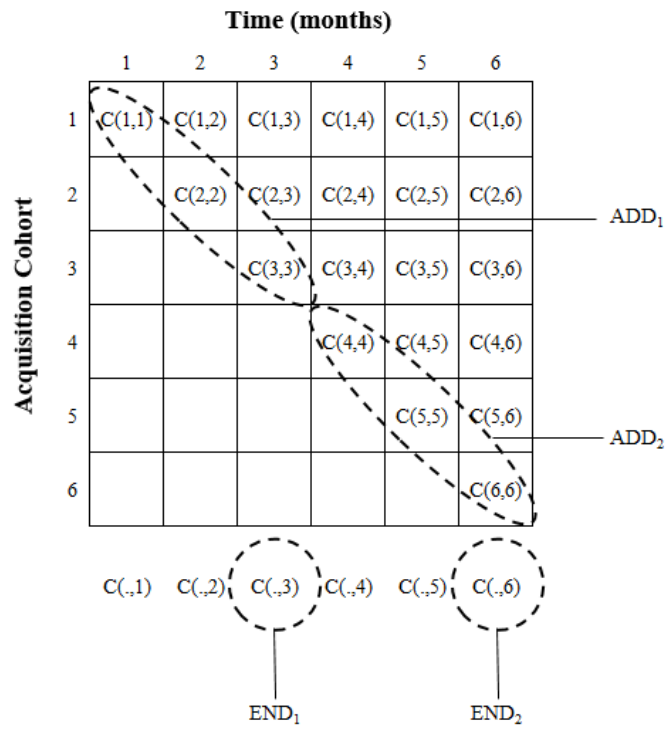 Time (months)
1 2 3 4 5 6
Acquisition Cohort
1 C(1,1) C(1,2) C(1,3) C(1,4) C(1,5) C(1,6)
2 C(2,2) C(2,3) C(2,4) C(2,5) C(2,6)
ADD₁
3 C(3,3) C(3,4) C(3,5) C(3,6)
4 C(4,4) C(4,5) C(4,6)
5 C(5,5) C(5,6)
ADD₂
6 C(6,6)
C(.,1) C(.,2) C(.,3) C(.,4) C(.,5) C(.,6)
END₁ END₂